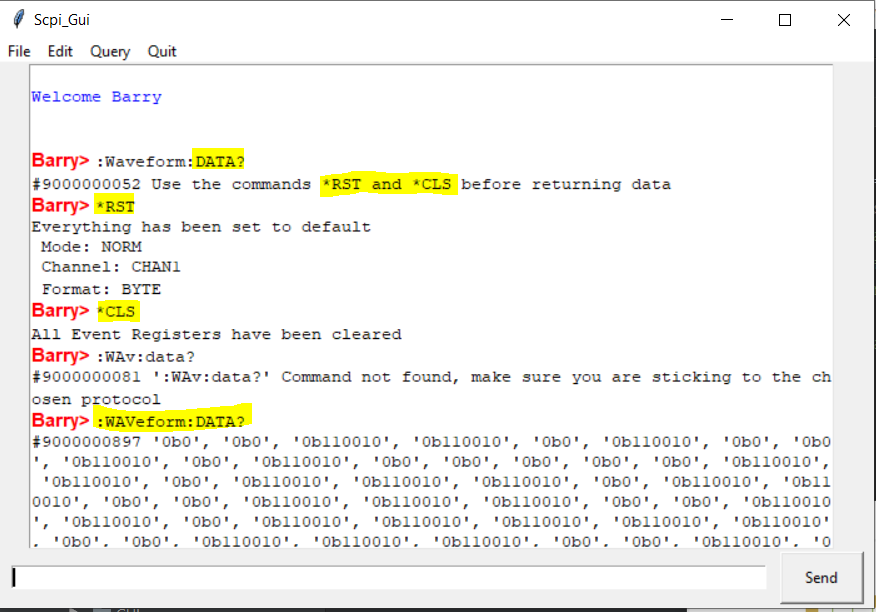 Scpi_Gui
File Edit Query Quit
Welcome Barry
Barry> :Waveform:DATA?
#9000000052 Use the commands *RST and *CLS before returning data
Barry> *RST
Everything has been set to default
Mode: NORM
Channel: CHAN1
Format: BYTE
Barry> *CLS
All Event Registers have been cleared
Barry> :WAv:data?
#9000000081 ':WAv:data?' Command not found, make sure you are sticking to the ch
osen protocol
Barry> :WAVeform:DATA?
#9000000897 '0b0', '0b0', '0b110010', '0b110010', '0b0', '0b110010', '0b0', '0b0
', '0b110010', '0b0', '0b110010', '0b0', '0b0', '0b0', '0b0', '0b0', '0b110010',
'0b110010', '0b0', '0b110010', '0b110010', '0b110010', '0b0', '0b110010', '0b11
0010', '0b0', '0b0', '0b110010', '0b110010', '0b110010', '0b0', '0b0', '0b110010
', '0b110010', '0b0', '0b110010', '0b110010', '0b110010', '0b110010', '0b110010'
, '0b0', '0b0', '0b110010', '0b110010', '0b110010', '0b0', '0b0', '0b110010', '0
Send